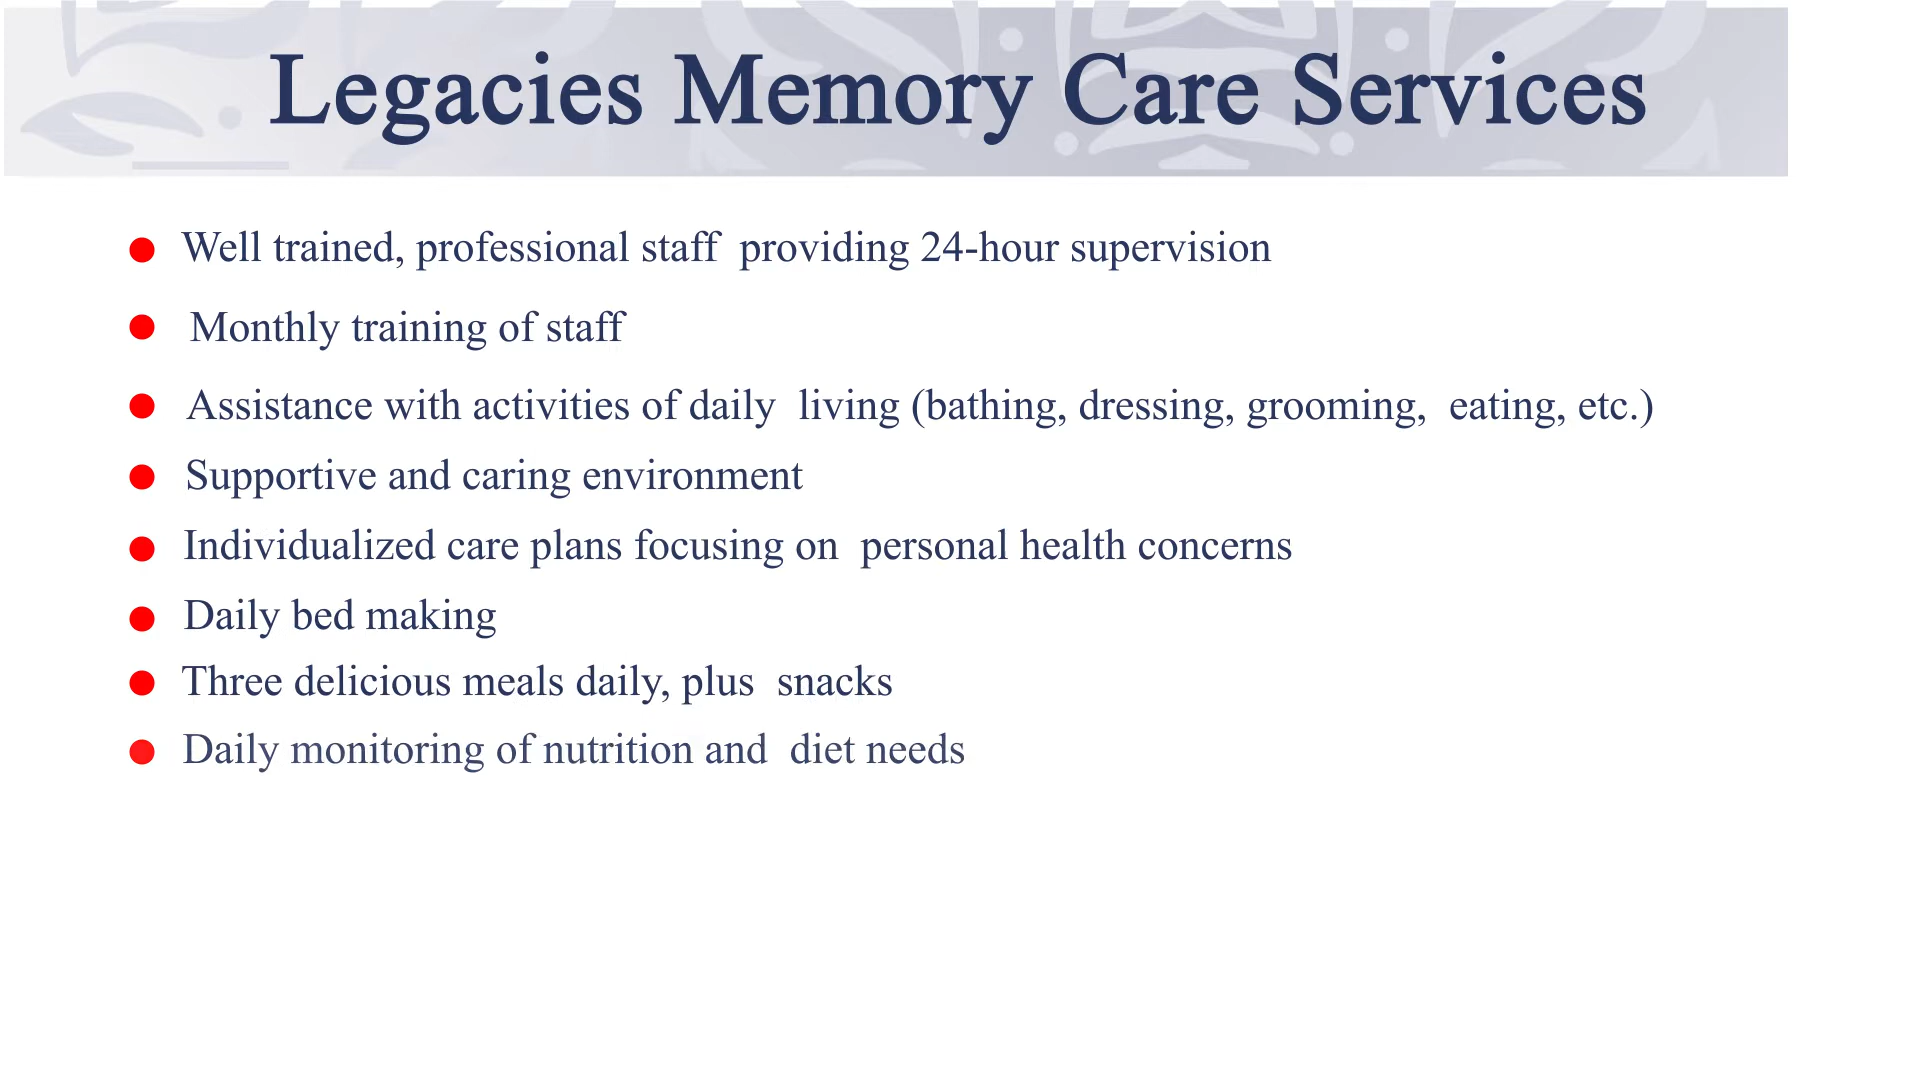 Legacies Memory Care Services
Well trained, professional staff  providing 24-hour supervision
Monthly training of staff
Assistance with activities of daily  living (bathing, dressing, grooming,  eating, etc.)
Supportive and caring environment
Individualized care plans focusing on  personal health concerns
Daily bed making
Three delicious meals daily, plus  snacks
Daily monitoring of nutrition and  diet needs